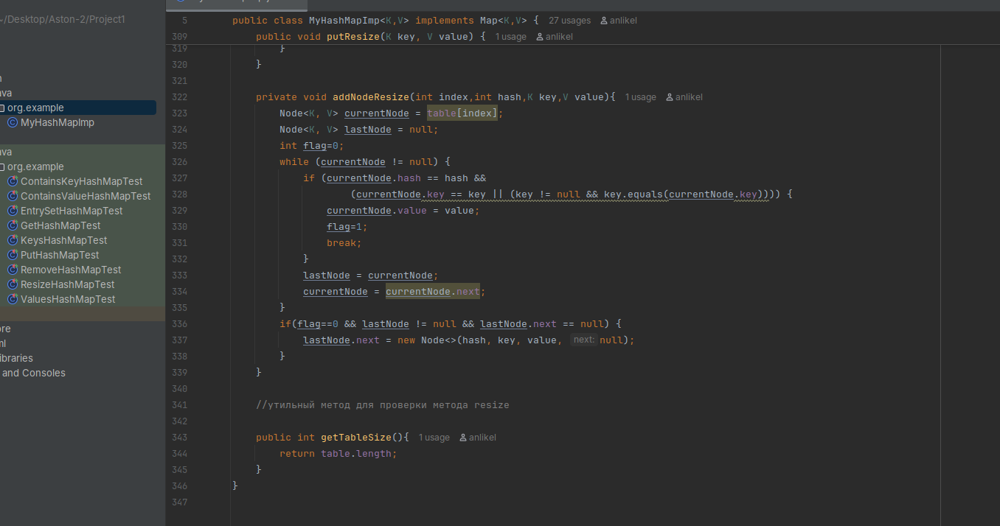 ~/Desktop/Aston-2/Project1
org.example
MyHashMapImp
org.example
ContainsKeyHashMapTest
ContainsValueHashMapTest
EntrySetHashMapTest
GetHashMapTest
KeysHashMapTest
PutHashMapTest
RemoveHashMapTest
ResizeHashMapTest
ValuesHashMapTest
and Consoles
5 public class MyHashMapImp<K,V> implements Map<K,V> { 27 usages anlikel
309 public void putResize(K key, V value) { 1 usage anlikel
319 }
320 }
321
322 private void addNodeResize(int index,int hash,K key,V value){ 1 usage anlikel
323 Node<K, V> currentNode = table[index];
324 Node<K, V> lastNode = null;
325 int flag=0;
326 while (currentNode != null) {
327 if (currentNode.hash == hash &&
328 (currentNode.key == key || (key != null && key.equals(currentNode.key)))) {
329 currentNode.value = value;
330 flag=1;
331 break;
332 }
333 lastNode = currentNode;
334 currentNode = currentNode.next;
335 }
336 if(flag==0 && lastNode != null && lastNode.next == null) {
337 lastNode.next = new Node<>(hash, key, value, next: null);
338 }
339 }
340
341 //утильный метод для проверки метода resize
342
343 public int getTableSize(){ 1 usage anlikel
344 return table.length;
345 }
346 }
347